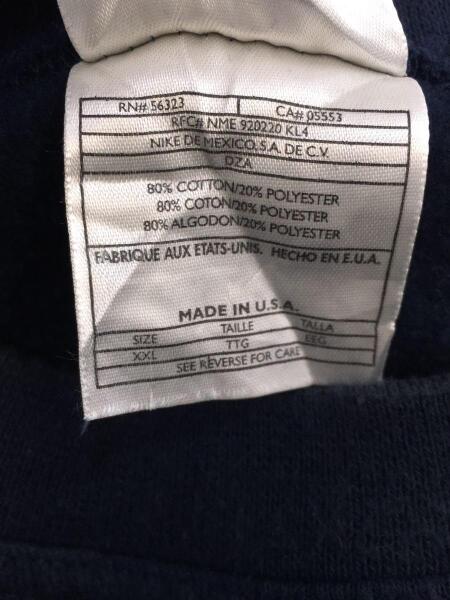 RN# 56323 CA# 05553
RFC# NME 920220 KL4
NIKE DE MEXICO S.A. DE C.V.
DZA
80% COTTON/20% POLYESTER
80% COTON/20% POLYESTER
80% ALGODON/20% POLYESTER
FABRIQUE AUX ETATS-UNIS. HECHO EN E.U.A.
MADE IN U.S.A.
SIZE TAILLE TALLA
XXL TTG EEG
SEE REVERSE FOR CARE